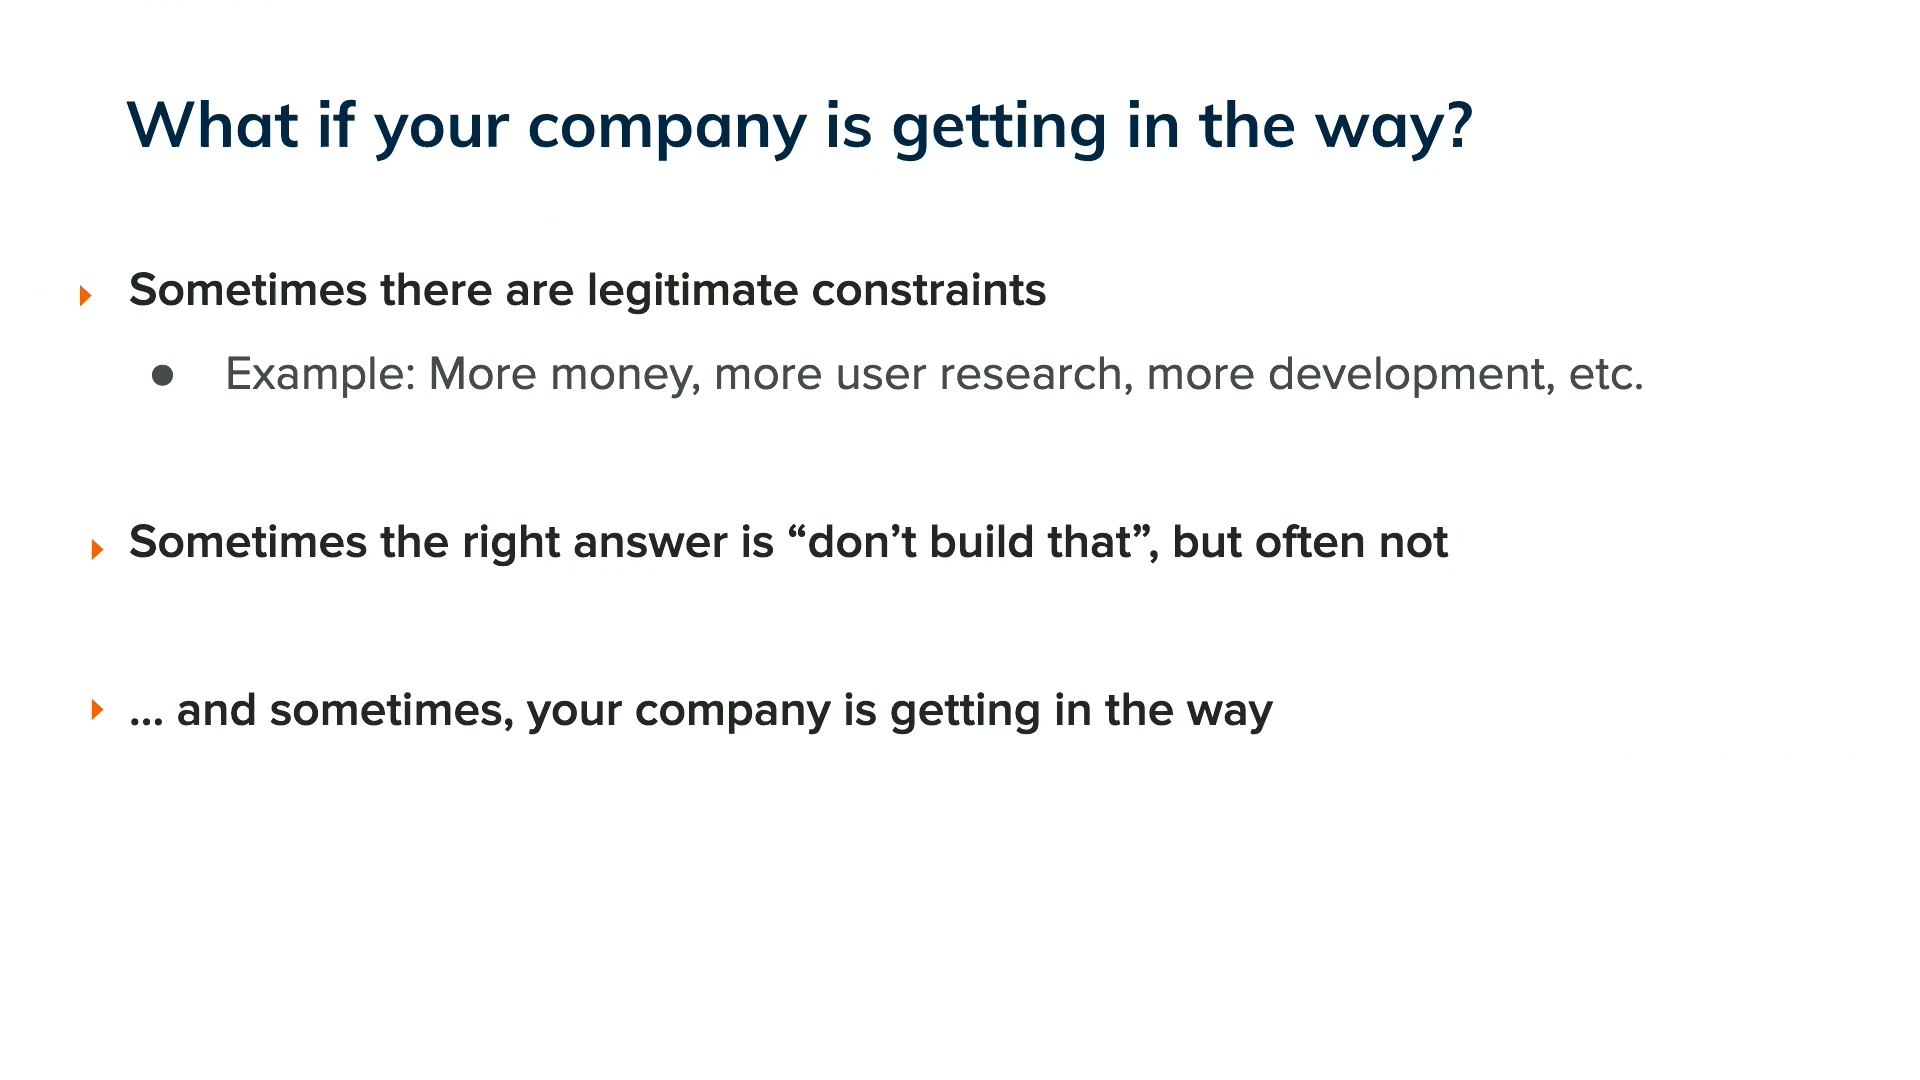 What if your company is getting in the way?
Sometimes there are legitimate constraints
Example: More money, more user research, more development, etc.
Sometimes the right answer is “don’t build that”, but often not
... and sometimes, your company is getting in the way